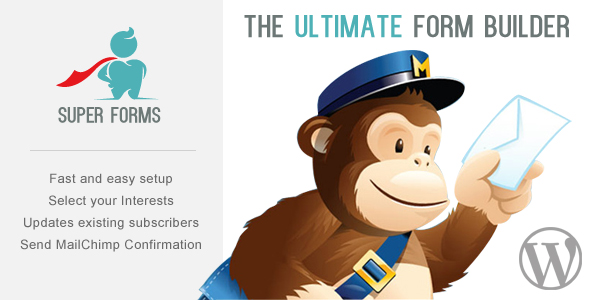 THE ULTIMATE FORM BUILDER
SUPER FORMS
Fast and easy setup
Select your Interests
Updates existing subscribers
Send MailChimp Confirmation
M
W